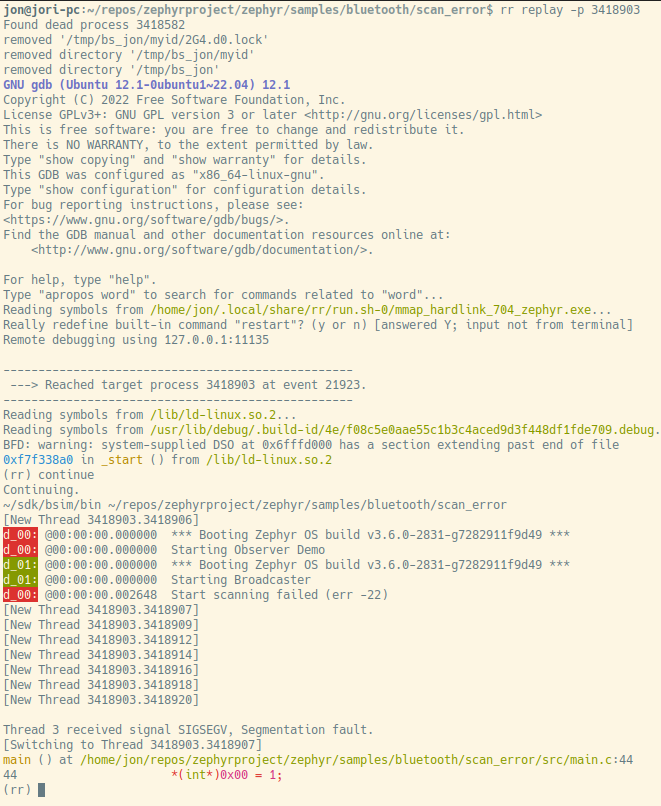 jon@jori-pc:~/repos/zephyrproject/zephyr/samples/bluetooth/scan_error$ rr replay -p 3418903
Found dead process 3418582
removed '/tmp/bs_jon/myid/2G4.d0.lock'
removed directory '/tmp/bs_jon/myid'
removed directory '/tmp/bs_jon'
GNU gdb (Ubuntu 12.1-0ubuntu1~22.04) 12.1
Copyright (C) 2022 Free Software Foundation, Inc.
License GPLv3+: GNU GPL version 3 or later <http://gnu.org/licenses/gpl.html>
This is free software: you are free to change and redistribute it.
There is NO WARRANTY, to the extent permitted by law.
Type "show copying" and "show warranty" for details.
This GDB was configured as "x86_64-linux-gnu".
Type "show configuration" for configuration details.
For bug reporting instructions, please see:
<https://www.gnu.org/software/gdb/bugs/>.
Find the GDB manual and other documentation resources online at:
    <http://www.gnu.org/software/gdb/documentation/>.

For help, type "help".
Type "apropos word" to search for commands related to "word"...
Reading symbols from /home/jon/.local/share/rr/run.sh-0/mmap_hardlink_704_zephyr.exe...
Really redefine built-in command "restart"? (y or n) [answered Y; input not from terminal]
Remote debugging using 127.0.0.1:11135

--------------------------------------------------
 ---> Reached target process 3418903 at event 21923.
--------------------------------------------------
Reading symbols from /lib/ld-linux.so.2...
Reading symbols from /usr/lib/debug/.build-id/4e/f08c5e0aae55c1b3c4aced9d3f448df1fde709.debug.
BFD: warning: system-supplied DSO at 0x6fffd000 has a section extending past end of file
0xf7f338a0 in _start () from /lib/ld-linux.so.2
(rr) continue
Continuing.
~/sdk/bsim/bin ~/repos/zephyrproject/zephyr/samples/bluetooth/scan_error
[New Thread 3418903.3418906]
d_00: @00:00:00.000000  *** Booting Zephyr OS build v3.6.0-2831-g7282911f9d49 ***
d_00: @00:00:00.000000  Starting Observer Demo
d_01: @00:00:00.000000  *** Booting Zephyr OS build v3.6.0-2831-g7282911f9d49 ***
d_01: @00:00:00.000000  Starting Broadcaster
d_00: @00:00:00.002648  Start scanning failed (err -22)
[New Thread 3418903.3418907]
[New Thread 3418903.3418909]
[New Thread 3418903.3418912]
[New Thread 3418903.3418914]
[New Thread 3418903.3418916]
[New Thread 3418903.3418918]
[New Thread 3418903.3418920]

Thread 3 received signal SIGSEGV, Segmentation fault.
[Switching to Thread 3418903.3418907]
main () at /home/jon/repos/zephyrproject/zephyr/samples/bluetooth/scan_error/src/main.c:44
44                      *(int*)0x00 = 1;
(rr)